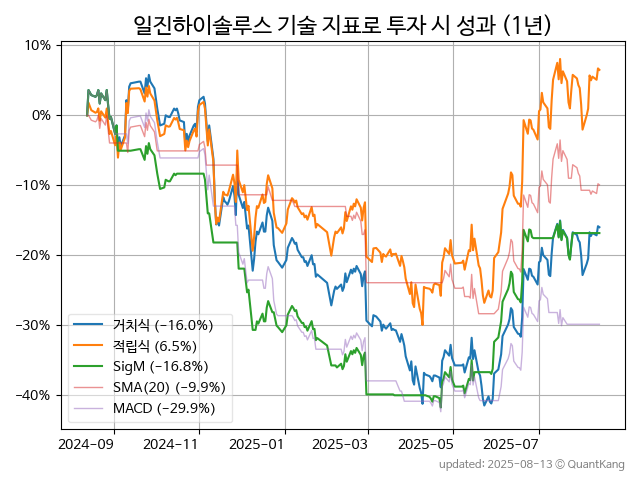 일진하이솔루스 기술 지표로 투자 시 성과 (1년)
10%
0%
−10%
−20%
−30%
−40%
거치식 (−16.0%)
적립식 (6.5%)
SigM (−16.8%)
SMA(20) (−9.9%)
MACD (−29.9%)
2024-09
2024-11
2025-01
2025-03
2025-05
2025-07
updated: 2025-08-13 © QuantKang